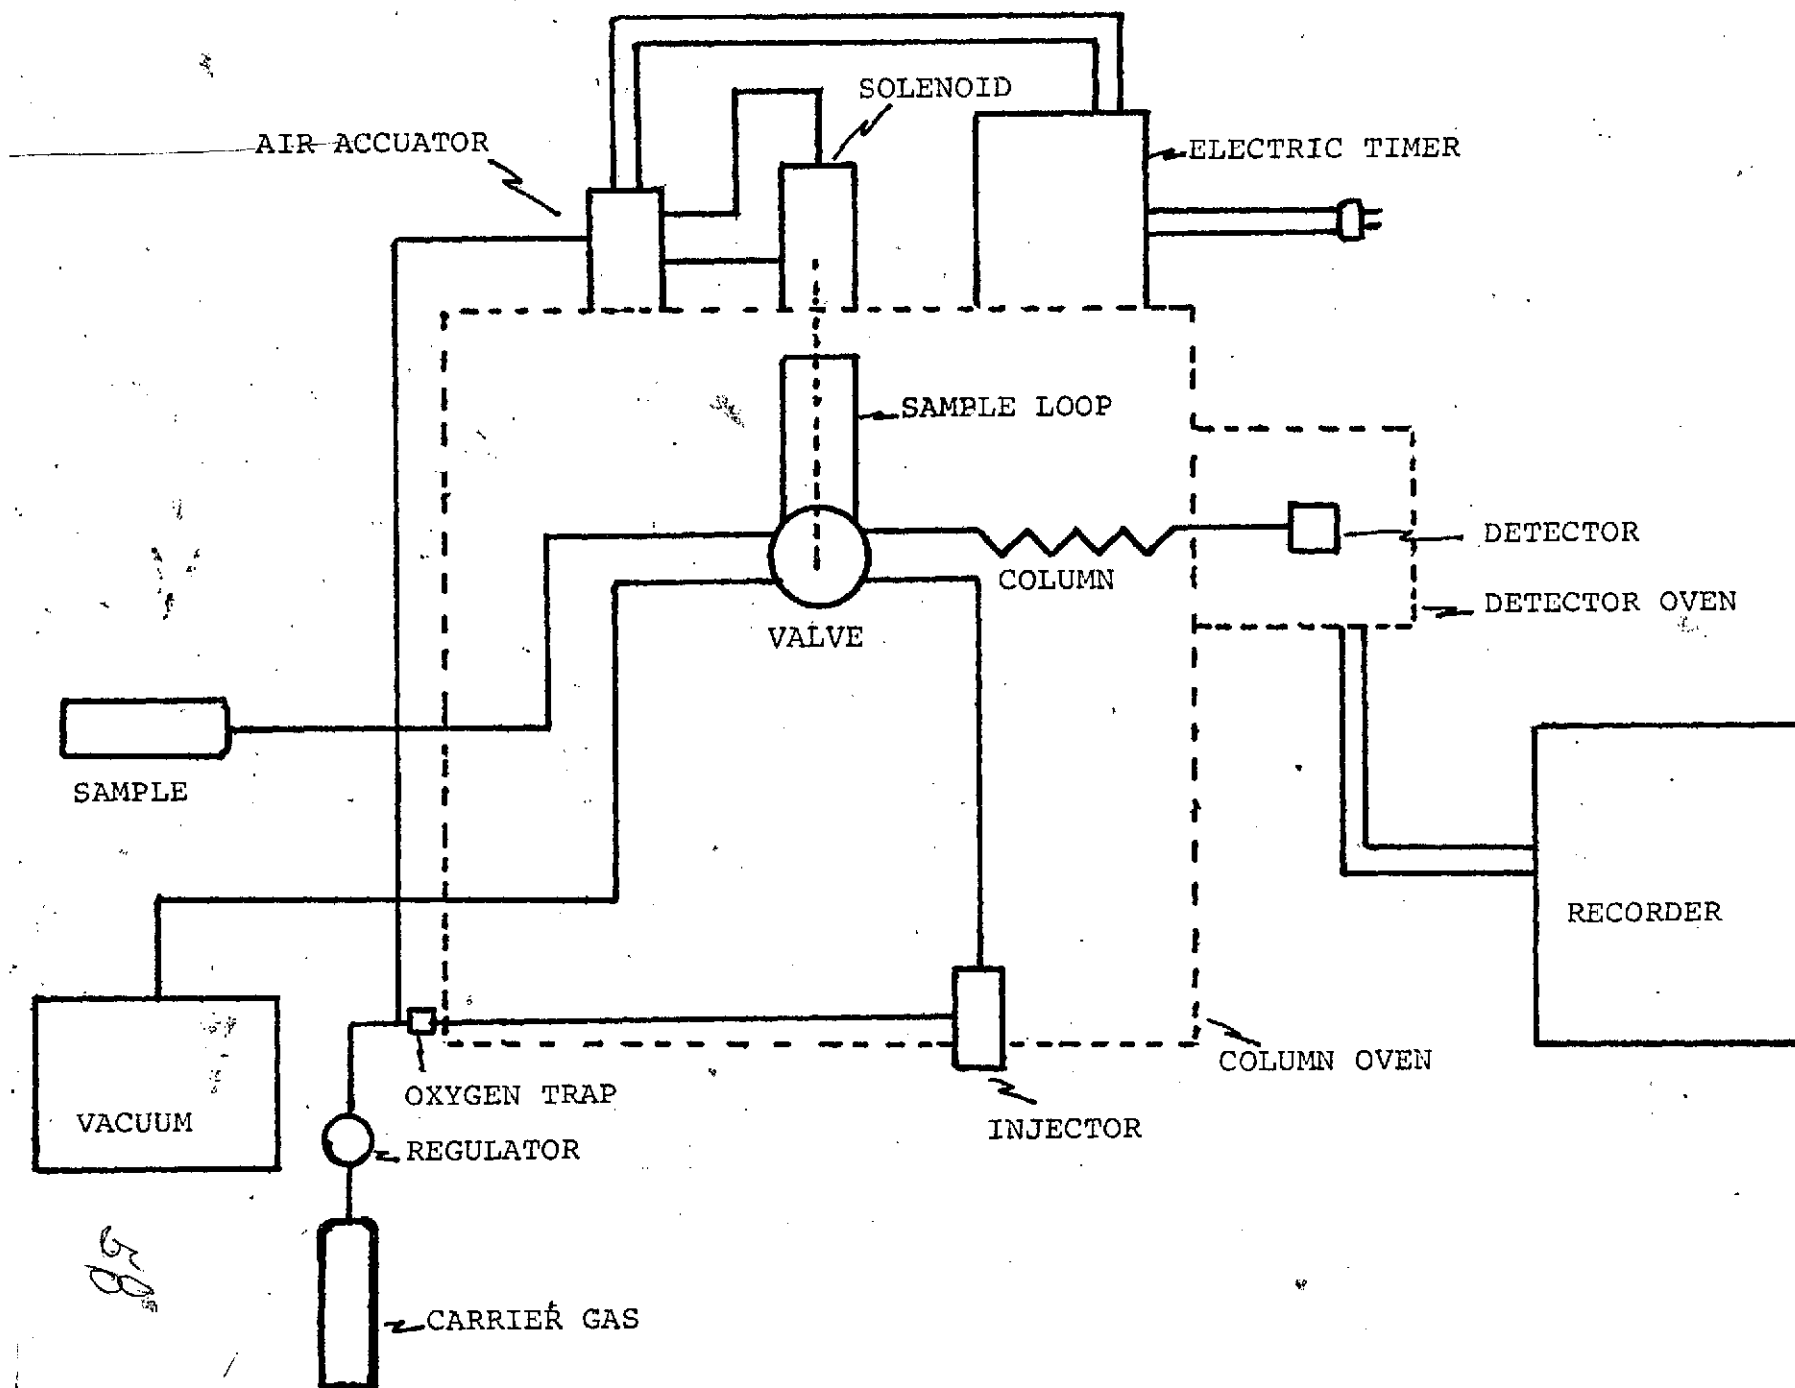 SOLENOID
AIR ACCUATOR
ELECTRIC TIMER
SAMPLE LOOP
DETECTOR
COLUMN
DETECTOR OVEN
VALVE
SAMPLE
RECORDER
COLUMN OVEN
OXYGEN TRAP
VACUUM
INJECTOR
REGULATOR
CARRIER GAS